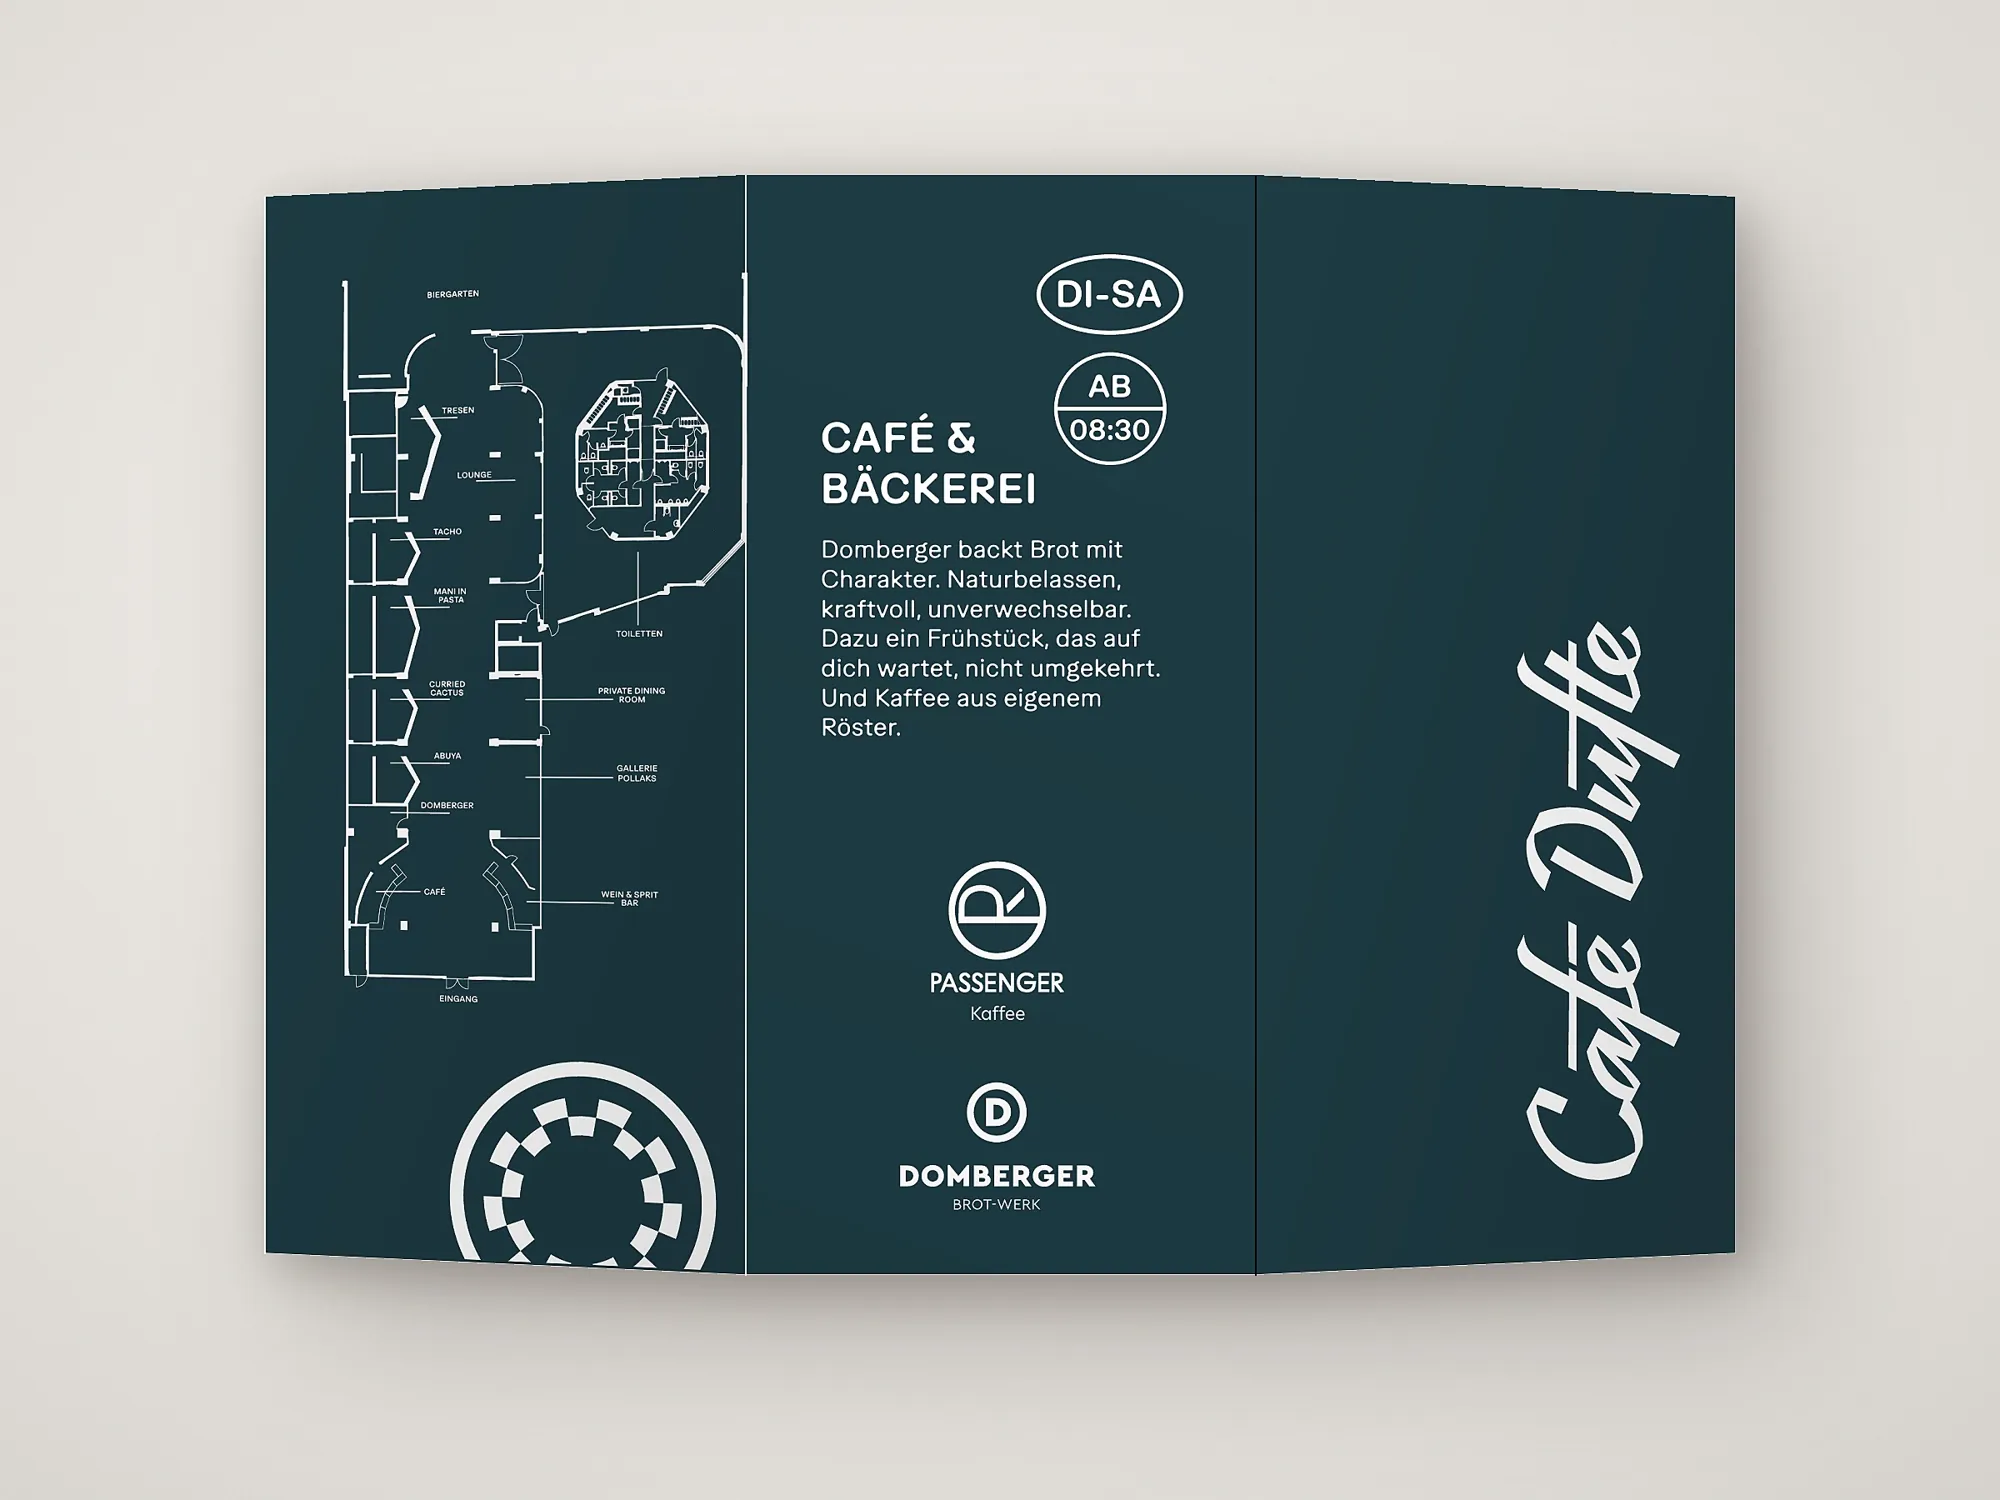 BIERGARTEN
TRESEN
LOUNGE
TACHO
MANI IN
PASTA
TOILETTEN
CURRIED
CACTUS
PRIVATE DINING
ROOM
ABUYA
GALLERIE
POLLAKS
DOMBERGER
CAFÉ
WEIN & SPRIT
BAR
EINGANG
DI-SA
AB
08:30
CAFÉ &
BÄCKEREI
Domberger backt Brot mit
Charakter. Naturbelassen,
kraftvoll, unverwechselbar.
Dazu ein Frühstück, das auf
dich wartet, nicht umgekehrt.
Und Kaffee aus eigenem
Röster.
R
PASSENGER
Kaffee
D
DOMBERGER
BROT-WERK
Café Dufte